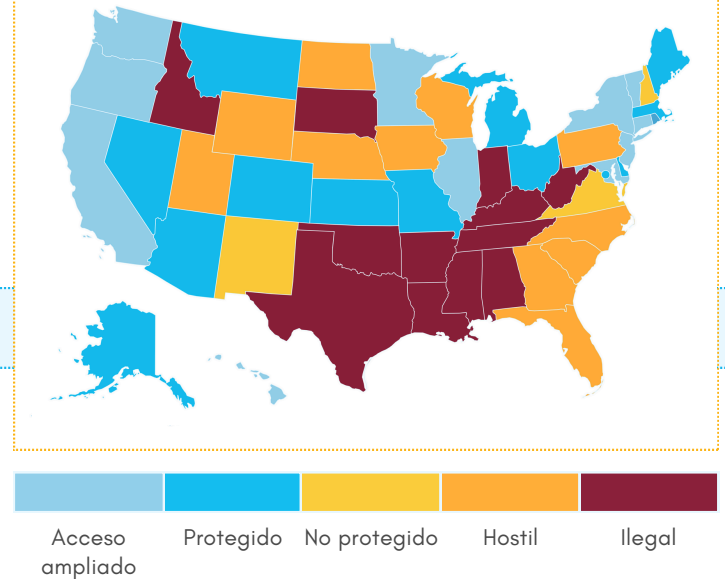 Acceso ampliado
Protegido
No protegido
Hostil
Ilegal